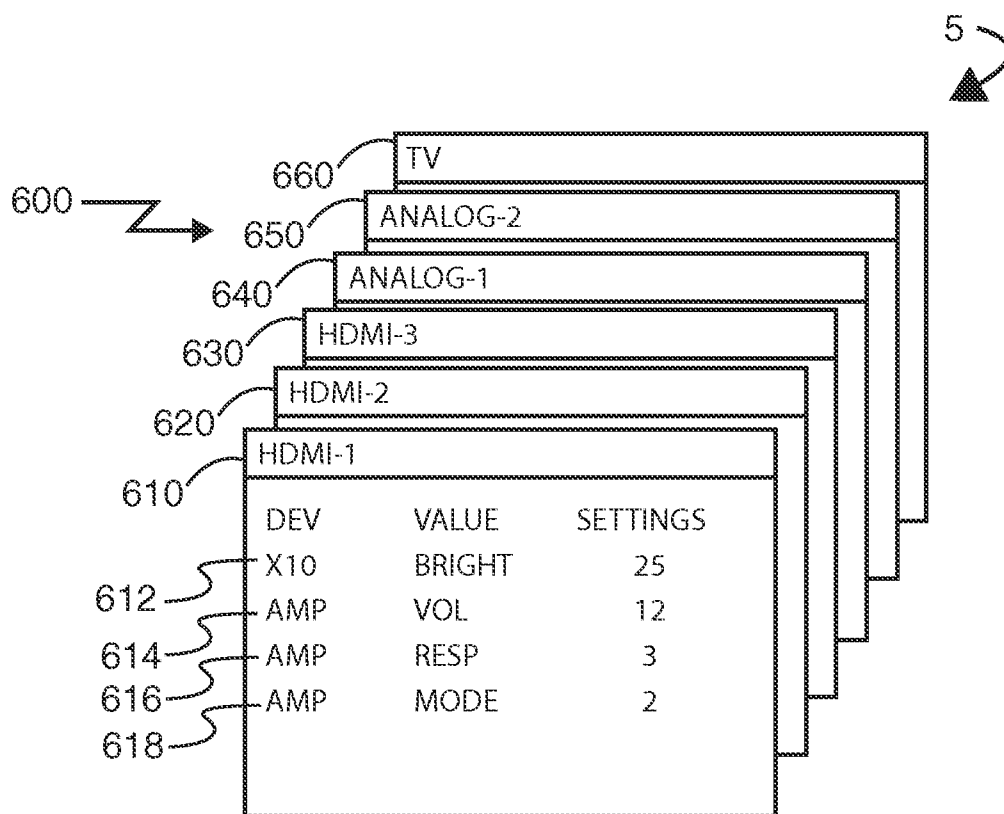 5
660 TV
600
650 ANALOG-2
640 ANALOG-1
630 HDMI-3
620 HDMI-2
610 HDMI-1
DEV VALUE SETTINGS
612 X10 BRIGHT 25
614 AMP VOL 12
616 AMP RESP 3
618 AMP MODE 2